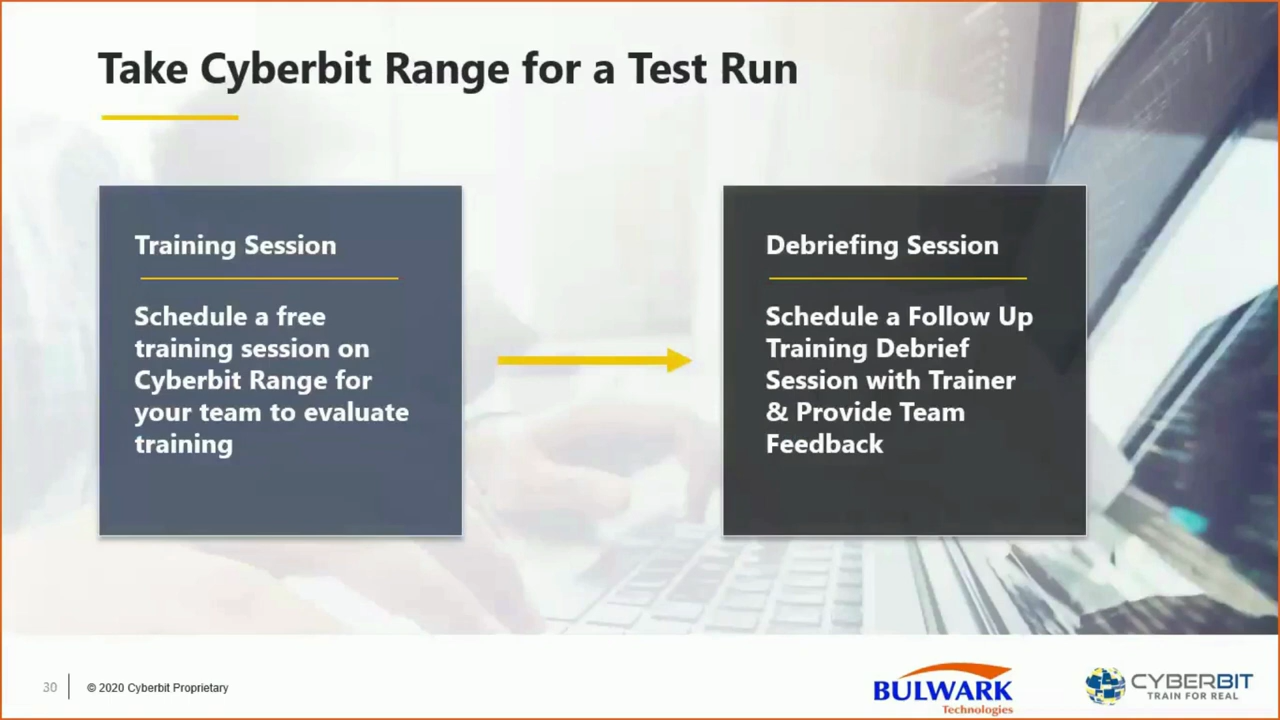 Take Cyberbit Range for a Test Run
Training Session
Schedule a free
training session on
Cyberbit Range for
your team to evaluate
training
Debriefing Session
Schedule a Follow Up
Training Debrief
Session with Trainer
& Provide Team
Feedback
30
© 2020 Cyberbit Proprietary
BULWARK
Technologies
CYBERBIT
TRAIN FOR REAL